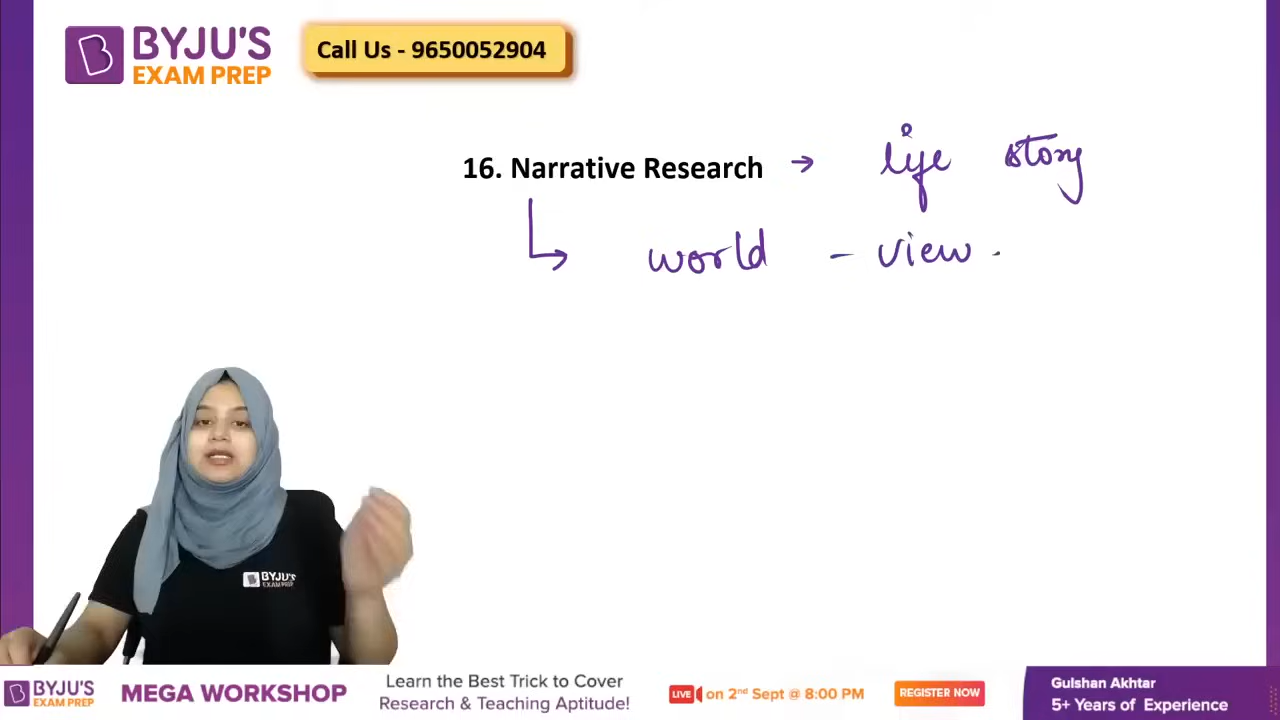 BYJU'S
EXAM PREP
Call Us - 9650052904
16. Narrative Research → life story
world - view
BYJU'S
EXAM PREP
BYJU'S
EXAM PREP
MEGA WORKSHOP
Learn the Best Trick to Cover
Research & Teaching Aptitude!
LIVE on 2nd Sept @ 8:00 PM
REGISTER NOW
Gulshan Akhtar
5+ Years of Experience